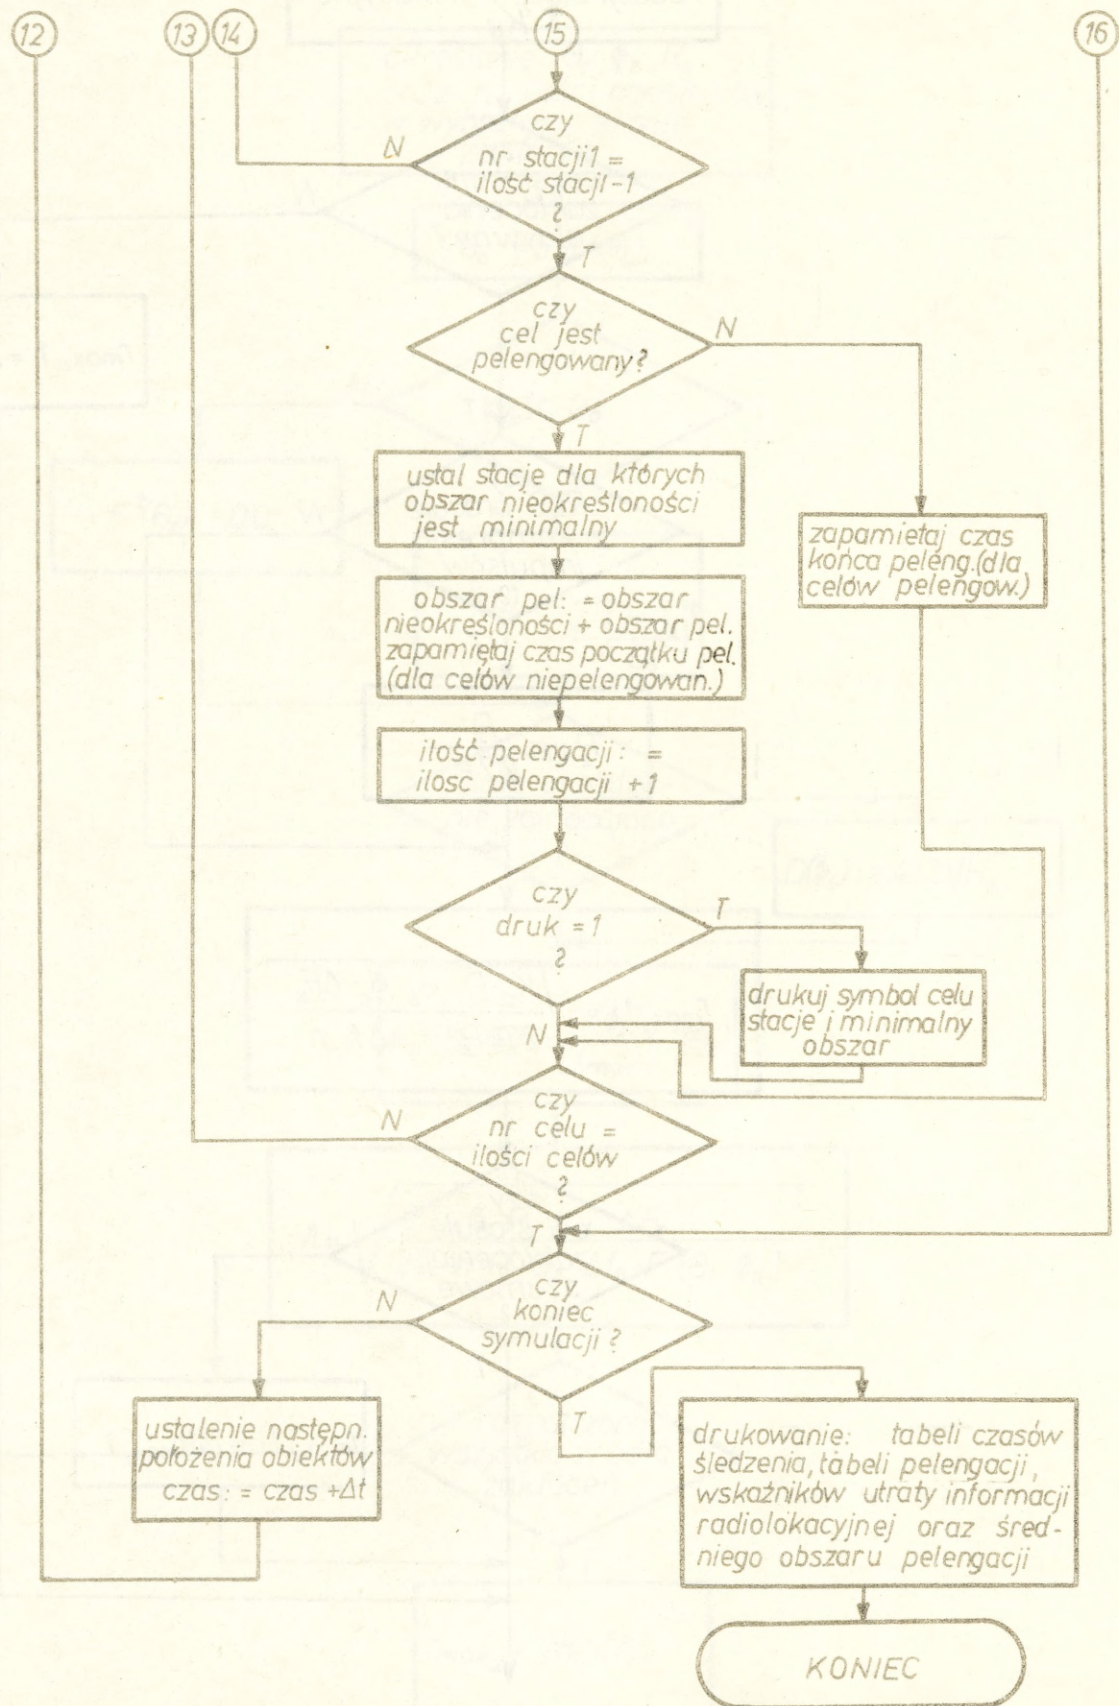 12
13
14
15
16
czy
nr stacji1 =
ilość stacji-1
?
N
T
czy
cel jest
pelengowany?
N
T
ustal stacje dla których
obszar nieokreśloności
jest minimalny
zapamietaj czas
końca peleng.(dla
celów pelengow.)
obszar pel: = obszar
nieokreśloności + obszar pel.
zapamiętaj czas początku pel.
(dla celów niepelengowan.)
ilość pelengacji: =
ilosc pelengacji +1
czy
druk = 1
?
T
N
drukuj symbol celu
stacje i minimalny
obszar
czy
nr celu =
ilości celów
?
N
T
czy
koniec
symulacji?
N
T
ustalenie następn.
położenia obiektów
czas: = czas +Δt
drukowanie: tabeli czasów
śledzenia, tabeli pelengacji,
wskaźników utraty informacji
radiolokacyjnej oraz śred-
niego obszaru pelengacji
KONIEC